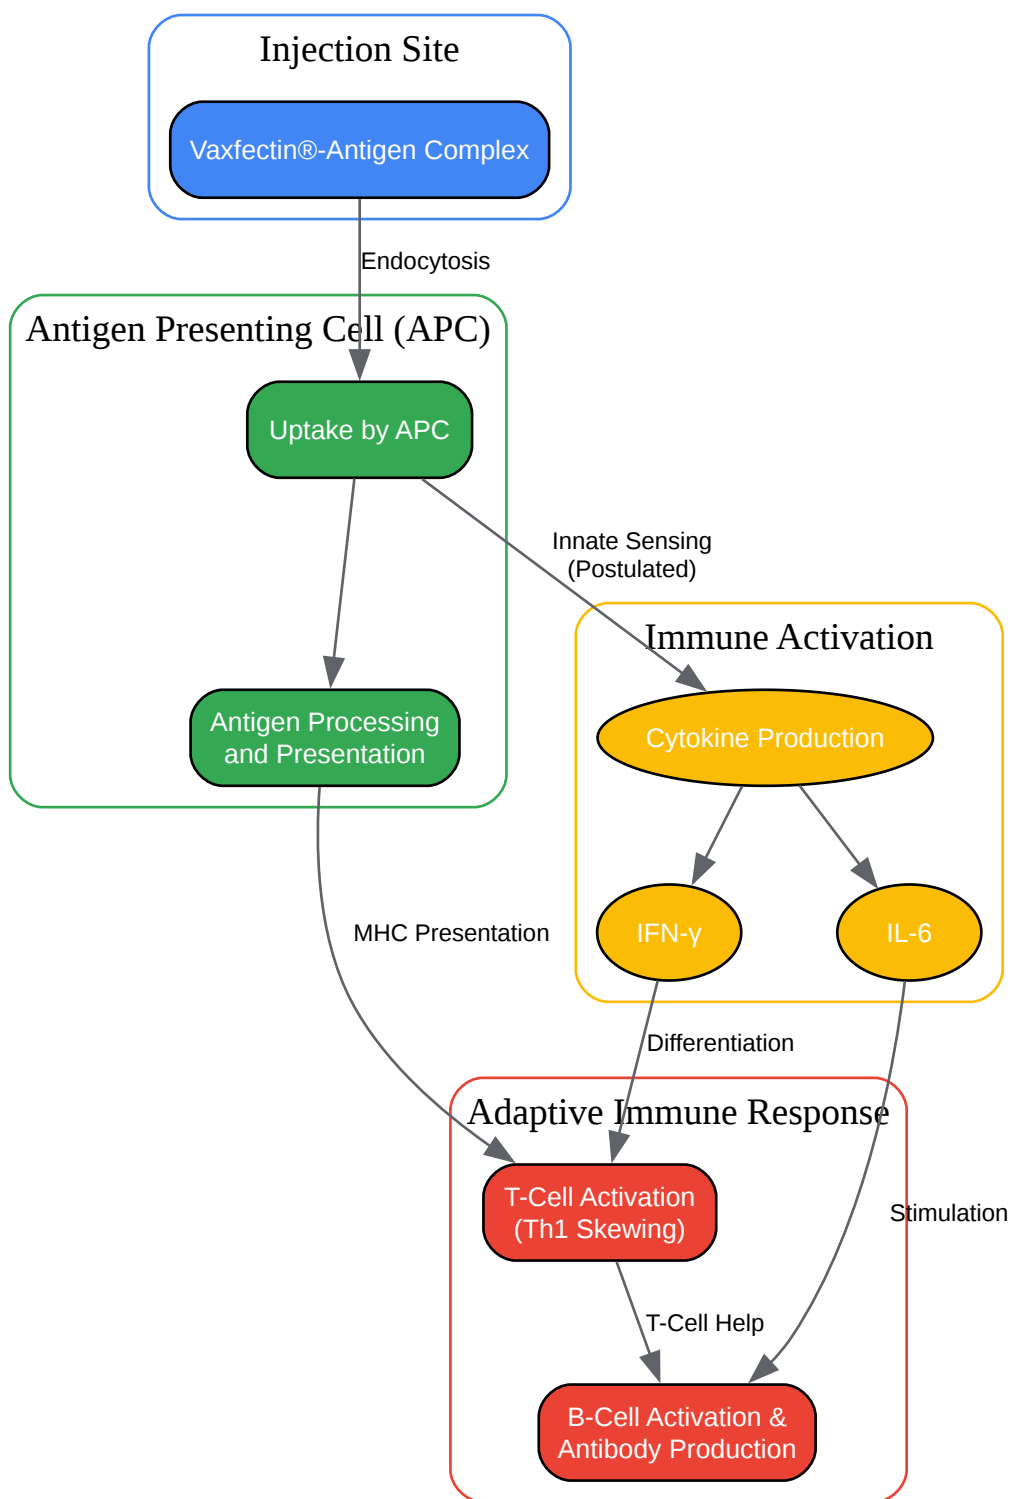 Injection Site
Vaxfectin®-Antigen Complex
Endocytosis
Antigen Presenting Cell (APC)
Uptake by APC
Innate Sensing
(Postulated)
Immune Activation
Antigen Processing
and Presentation
Cytokine Production
MHC Presentation
IFN-γ
IL-6
Differentiation
Adaptive Immune Response
T-Cell Activation
(Th1 Skewing)
Stimulation
T-Cell Help
B-Cell Activation &
Antibody Production